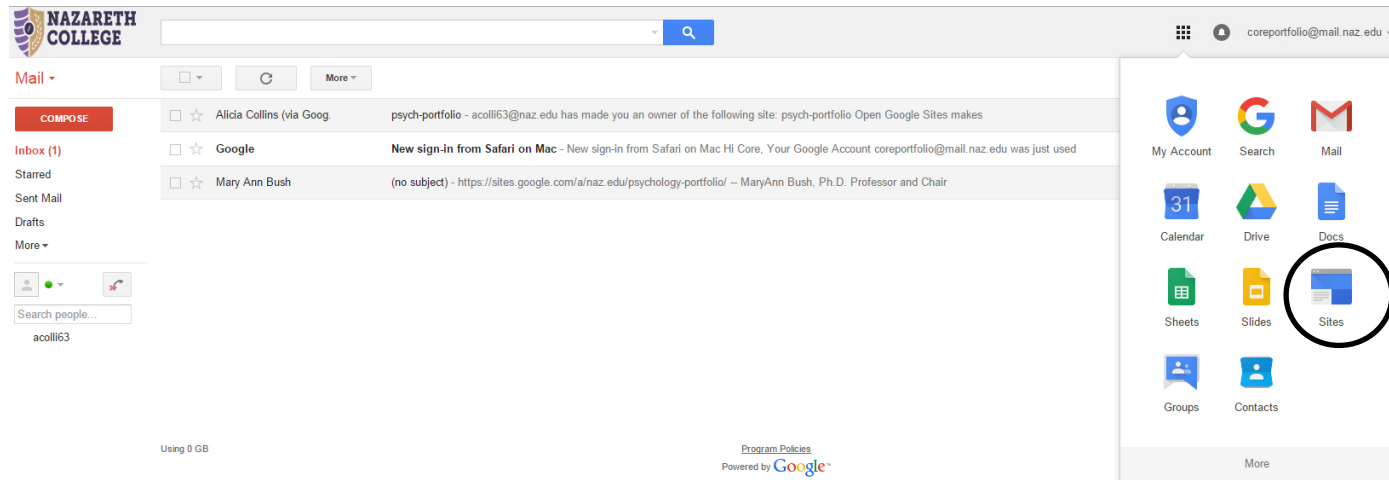 NAZARETH
COLLEGE
coreportfolio@mail.naz.edu
Mail
More
COMPOSE
Inbox (1)
Starred
Sent Mail
Drafts
More
Search people...
acolli63
Alicia Collins (via Goog. psych-portfolio - acolli63@naz.edu has made you an owner of the following site: psych-portfolio Open Google Sites makes
Google New sign-in from Safari on Mac - New sign-in from Safari on Mac Hi Core, Your Google Account coreportfolio@mail.naz.edu was just used
Mary Ann Bush (no subject) - https://sites.google.com/a/naz.edu/psychology-portfolio/ -- MaryAnn Bush, Ph.D. Professor and Chair
My Account Search Mail
31
Calendar Drive Docs
Sheets Slides Sites
Groups Contacts
More
Using 0 GB
Program Policies
Powered by Google™